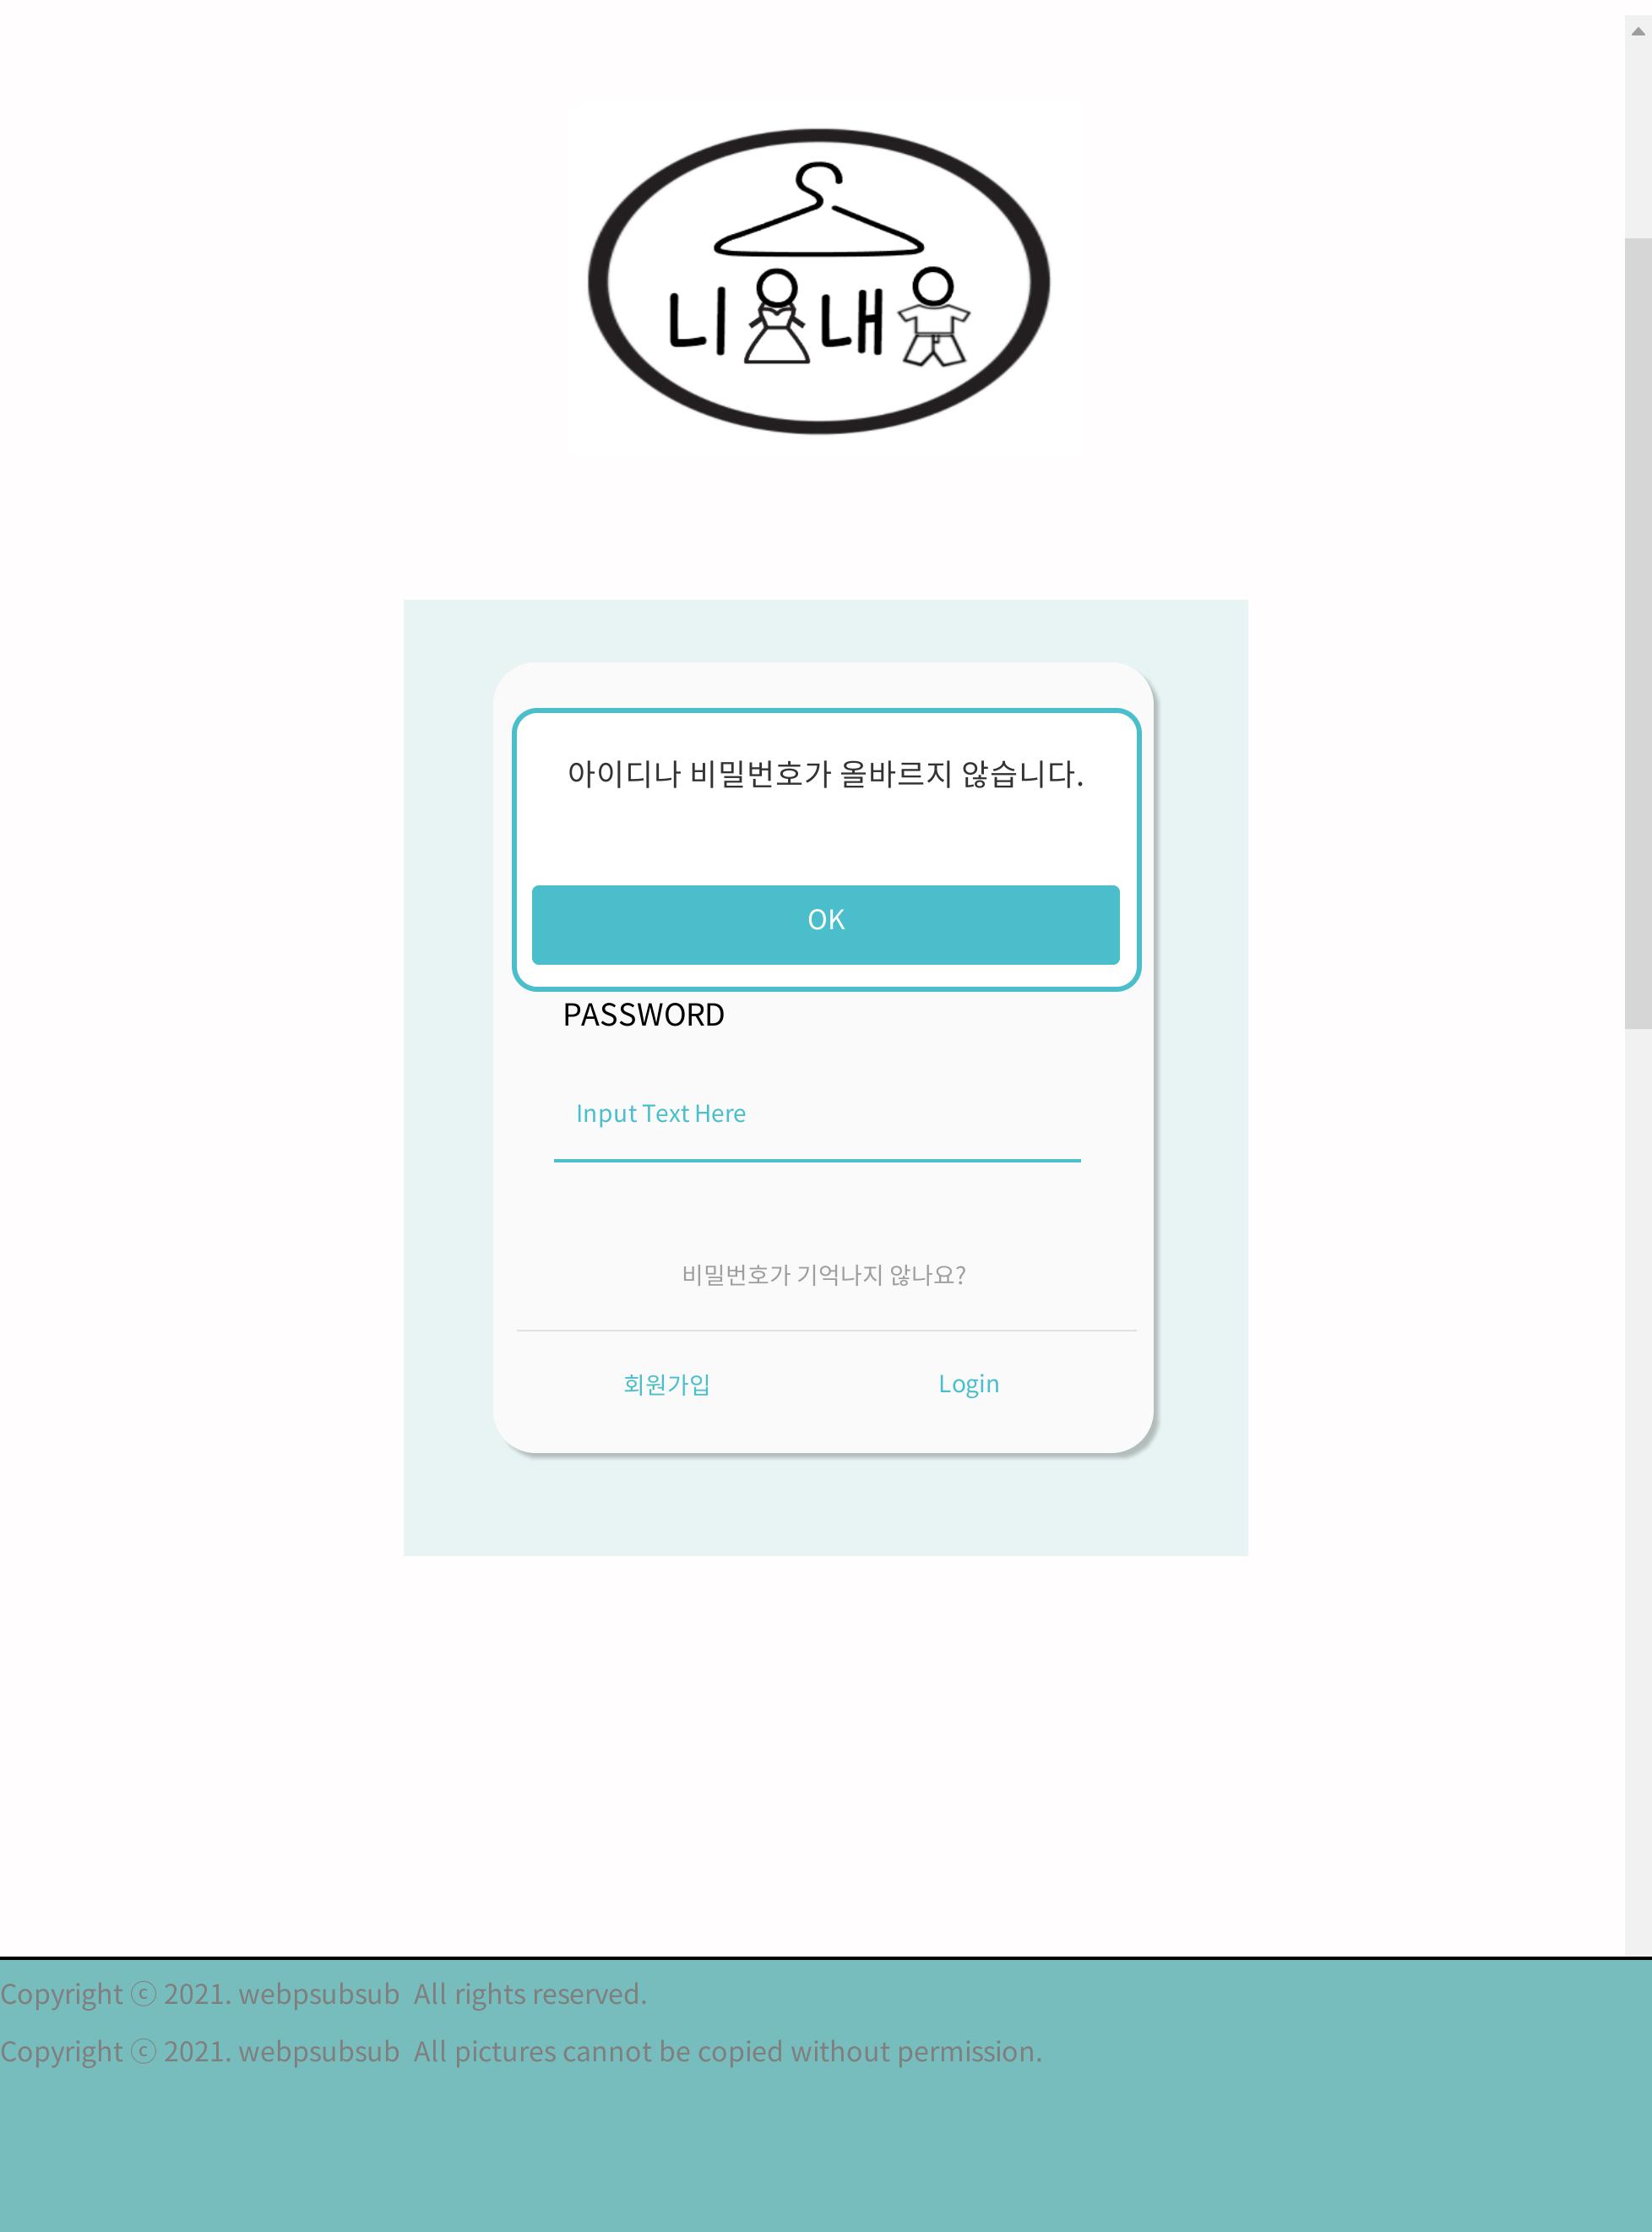 니옷내옷
아이디나 비밀번호가 올바르지 않습니다.
OK
PASSWORD
Input Text Here
비밀번호가 기억나지 않나요?
회원가입 Login
Copyright ⓒ 2021. webpsubsub  All rights reserved.
Copyright ⓒ 2021. webpsubsub  All pictures cannot be copied without permission.